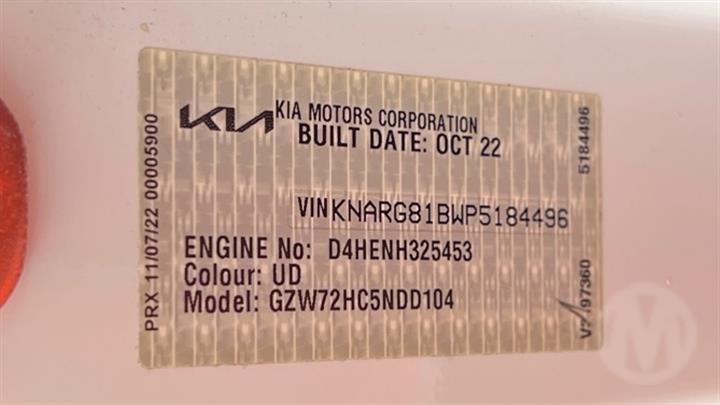 KIA
KIA MOTORS CORPORATION
BUILT DATE: OCT 22
VIN KNARG81BWP5184496
ENGINE No: D4HENH325453
Colour: UD
Model: GZW72HC5NDD104
PRX 11/07/22 00005900
5184496
97360
M